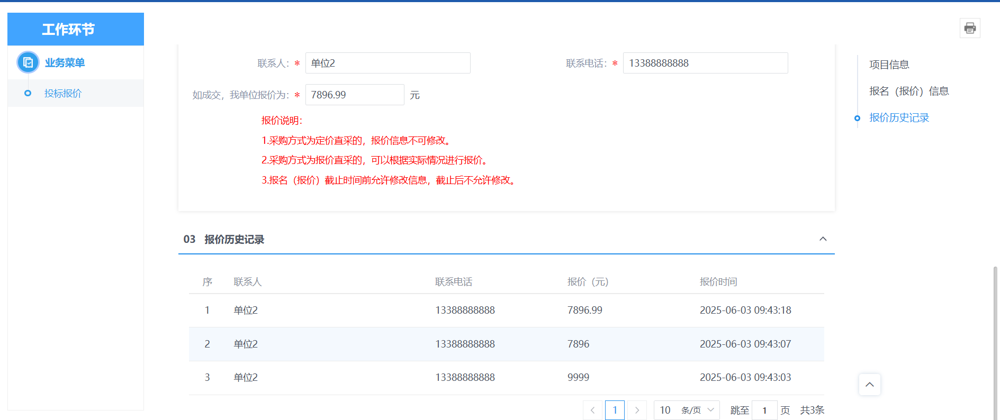 工作环节
业务菜单
投标报价
联系人：* 单位2 联系电话：* 13388888888
如成交，我单位报价为：* 7896.99 元
报价说明：
1.采购方式为定价直采的，报价信息不可修改。
2.采购方式为报价直采的，可以根据实际情况进行报价。
3.报名（报价）截止时间前允许修改信息，截止后不允许修改。
03 报价历史记录
序 联系人 联系电话 报价（元） 报价时间
1 单位2 13388888888 7896.99 2025-06-03 09:43:18
2 单位2 13388888888 7896 2025-06-03 09:43:07
3 单位2 13388888888 9999 2025-06-03 09:43:03
1 10 条/页 跳至 1 页 共3条
项目信息
报名（报价）信息
报价历史记录